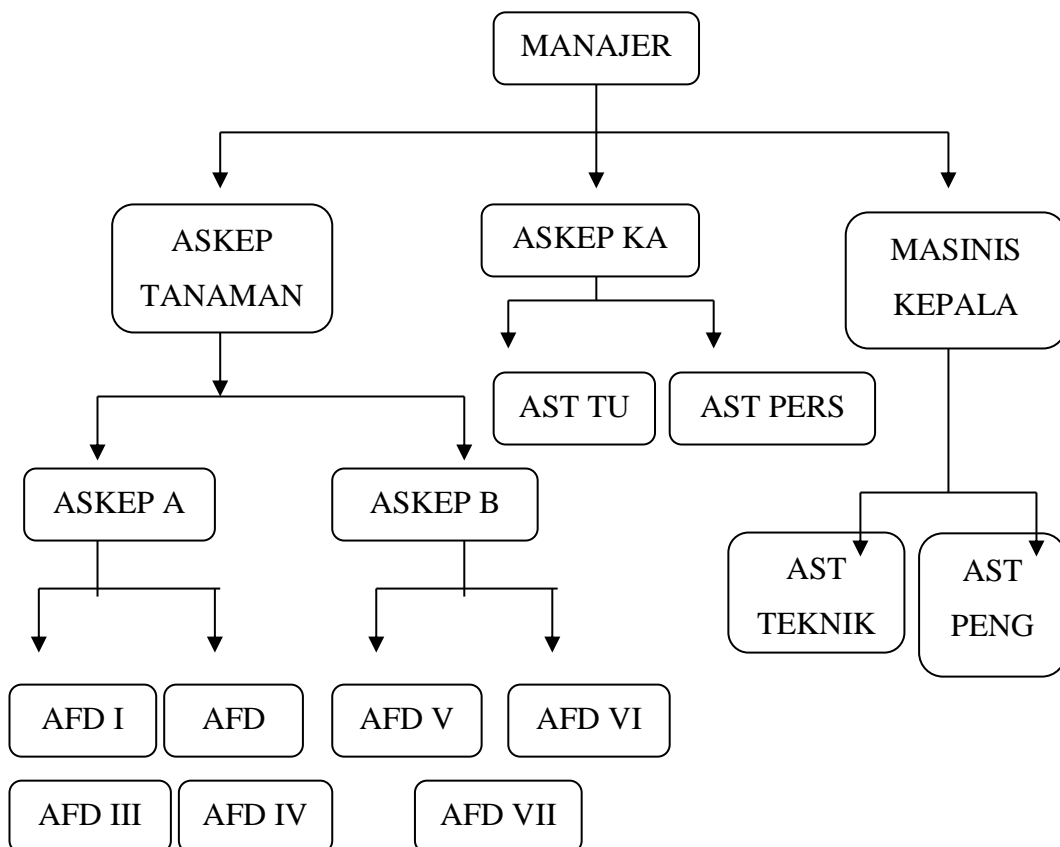 MANAJER
ASKEP
TANAMAN
ASKEP KA
MASINIS
KEPALA
AST TU
AST PERS
ASKEP A
ASKEP B
AST
TEKNIK
AST
PENG
AFD I
AFD
AFD V
AFD VI
AFD III
AFD IV
AFD VII